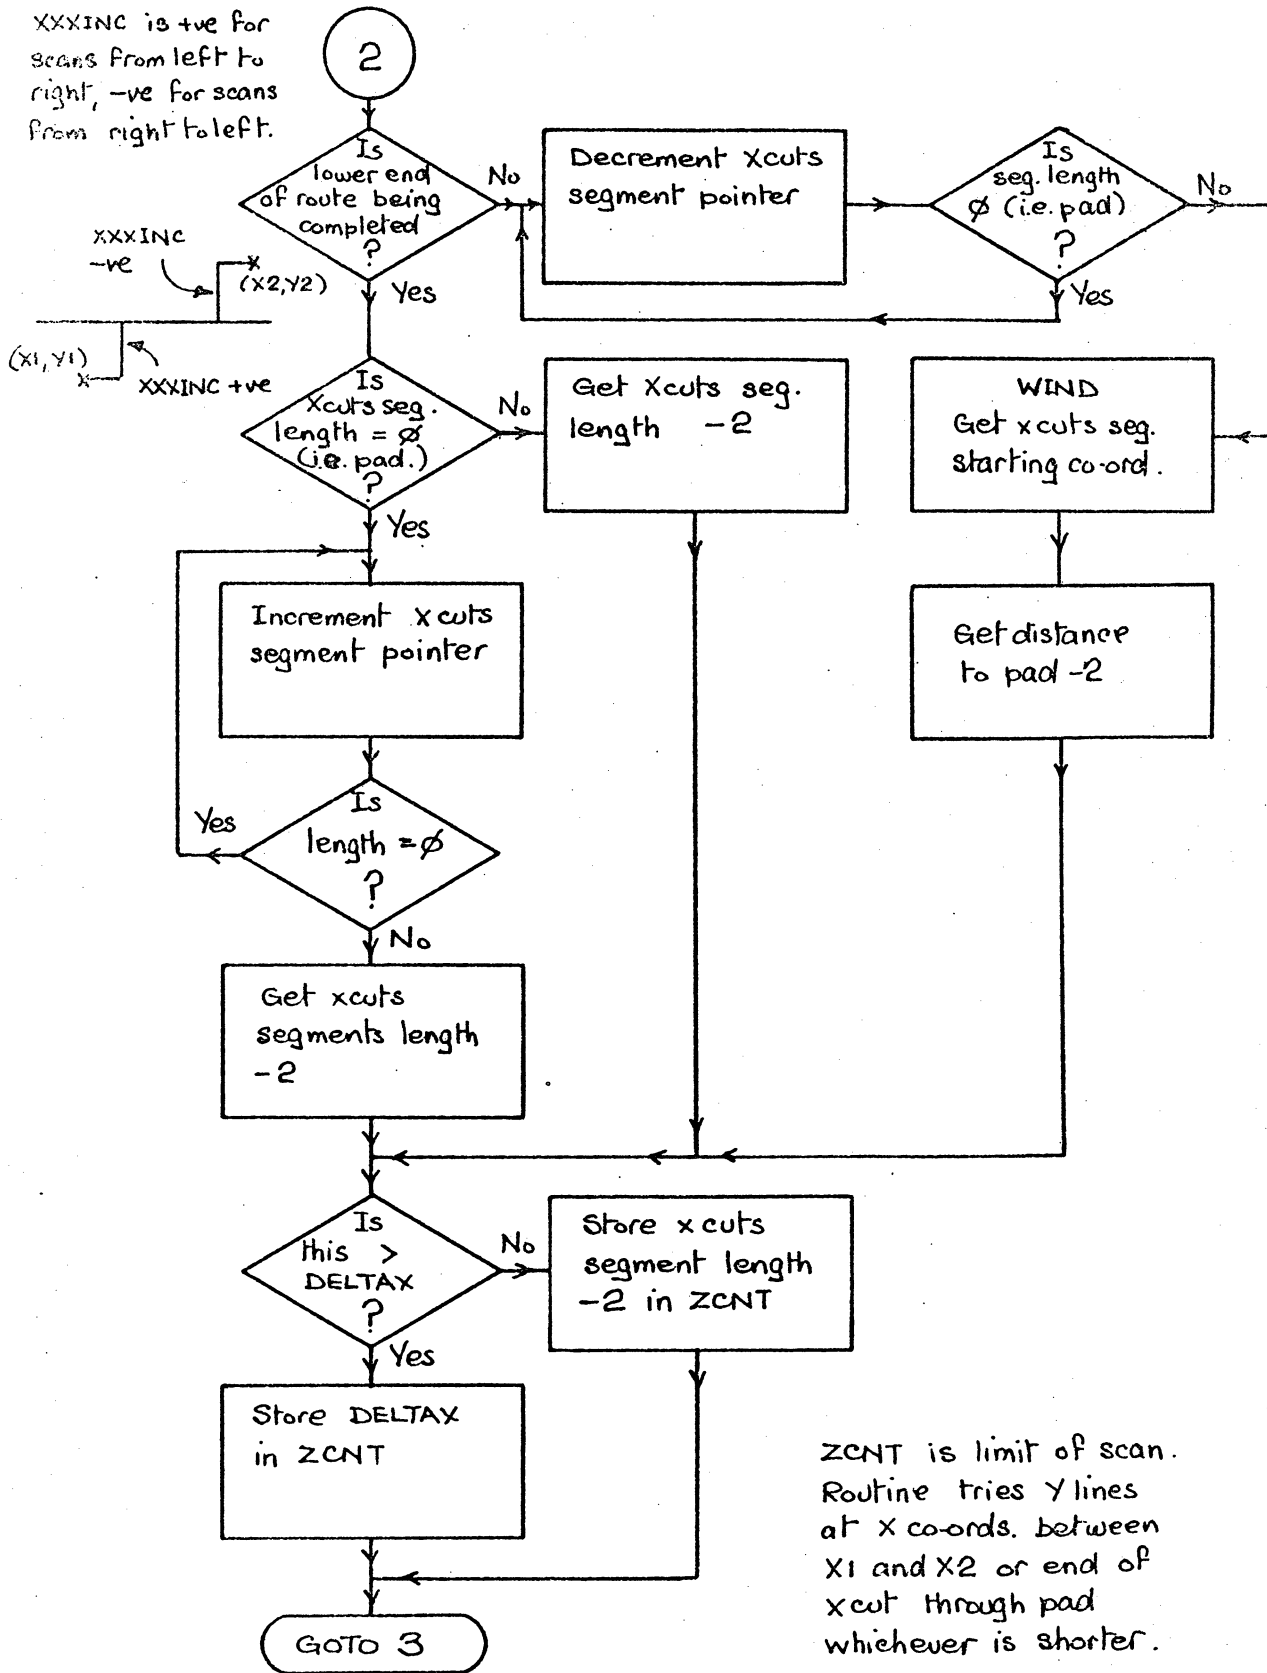 XXXINC is +ve for
scans from left to
right, -ve for scans
from right to left.
2
Is
lower end
of route being
completed
?
No
Yes
Decrement Xcuts
segment pointer
Is
seg. length
Ø (i.e. pad)
?
No
Yes
XXXINC
-ve
(X2,Y2)
(X1,Y1)
XXXINC +ve
Is
Xcuts seg.
length = Ø
(i.e. pad.)
?
No
Yes
Get Xcuts seg.
length -2
WIND
Get xcuts seg.
starting co-ord.
Increment xcuts
segment pointer
Get distance
to pad -2
Is
length = Ø
?
Yes
No
Get xcuts
segments length
-2
Is
this >
DELTAX
?
No
Yes
Store xcuts
segment length
-2 in ZCNT
Store DELTAX
in ZCNT
GOTO 3
ZCNT is limit of scan.
Routine tries Y lines
at X co-ords. between
X1 and X2 or end of
xcut through pad
whichever is shorter.